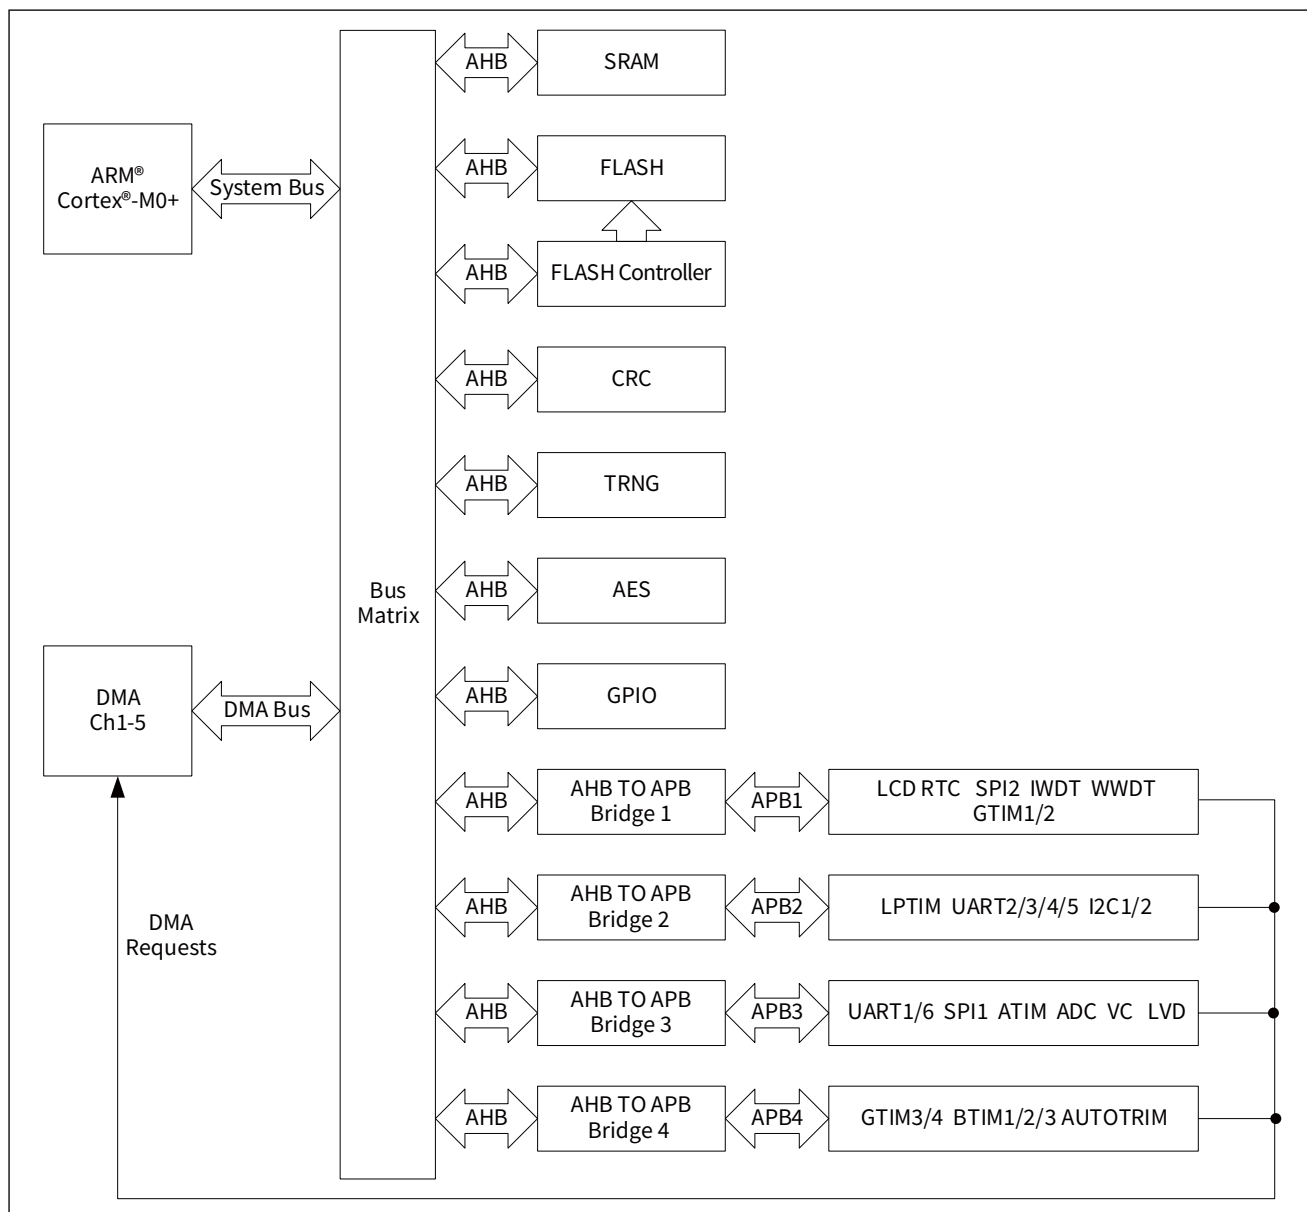 AHB
SRAM
ARM®
Cortex®-M0+
System Bus
AHB
FLASH
AHB
FLASH Controller
AHB
CRC
AHB
TRNG
Bus
Matrix
AHB
AES
DMA
Ch1-5
DMA Bus
AHB
GPIO
AHB
AHB TO APB
Bridge 1
APB1
LCD RTC SPI2 IWDT WWDT
GTIM1/2
DMA
Requests
AHB
AHB TO APB
Bridge 2
APB2
LPTIM UART2/3/4/5 I2C1/2
AHB
AHB TO APB
Bridge 3
APB3
UART1/6 SPI1 ATIM ADC VC LVD
AHB
AHB TO APB
Bridge 4
APB4
GTIM3/4 BTIM1/2/3 AUTOTRIM